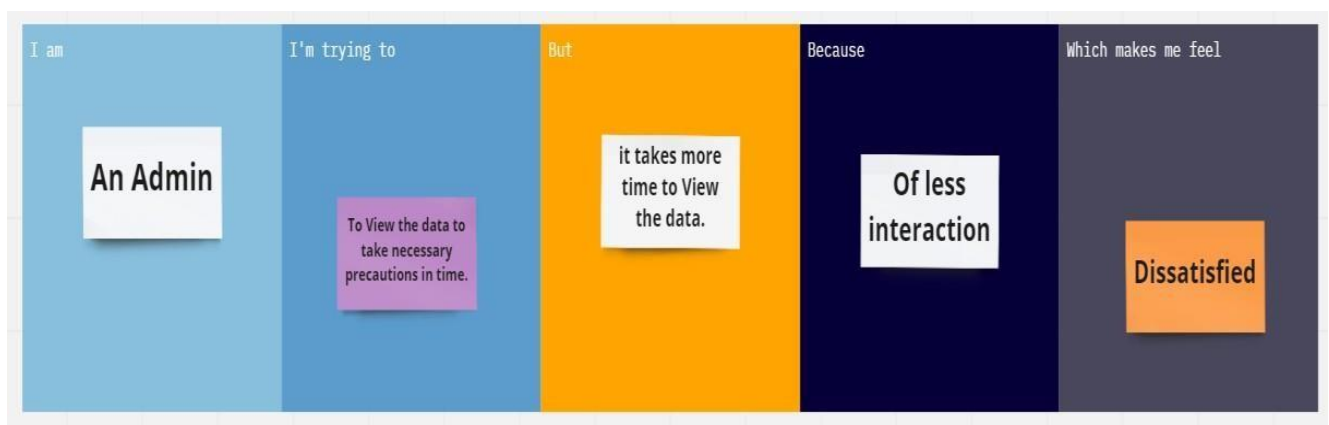 I am
An Admin
I'm trying to
To View the data to
take necessary
precautions in time.
But
it takes more
time to View
the data.
Because
Of less
interaction
Which makes me feel
Dissatisfied